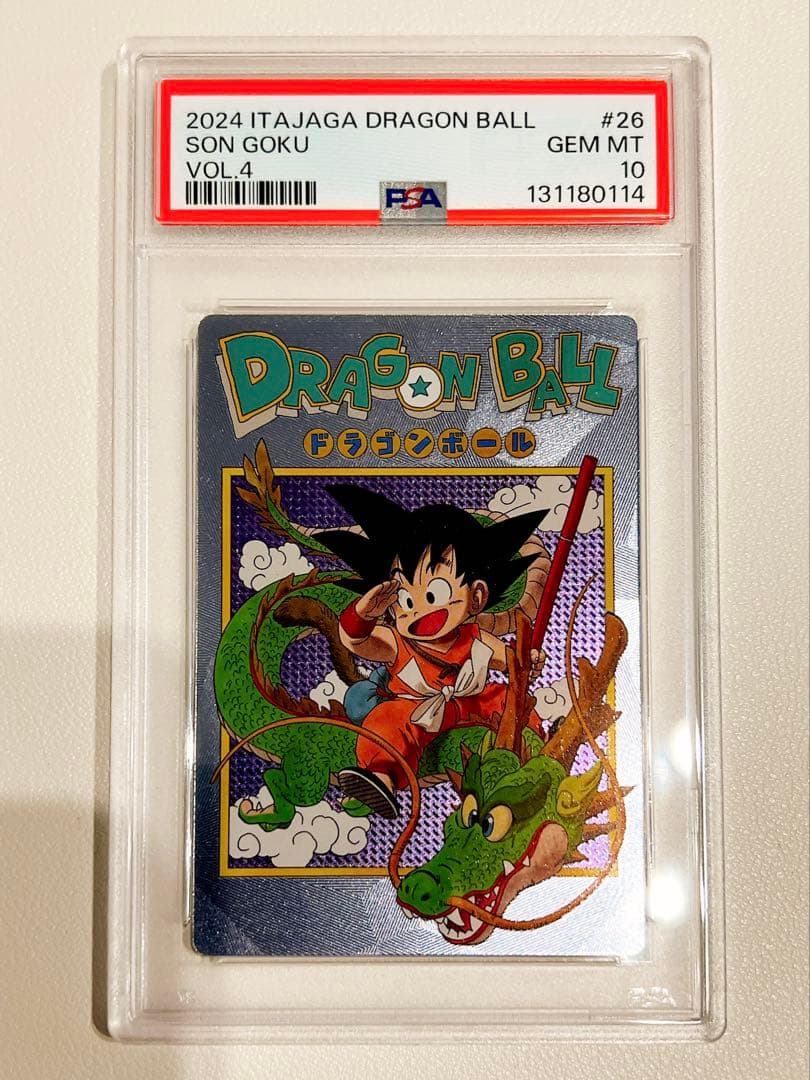 2024 ITAJAGA DRAGON BALL #26
SON GOKU GEM MT
VOL.4 10
PSA 131180114
DRAGON BALL
ドラゴンボール